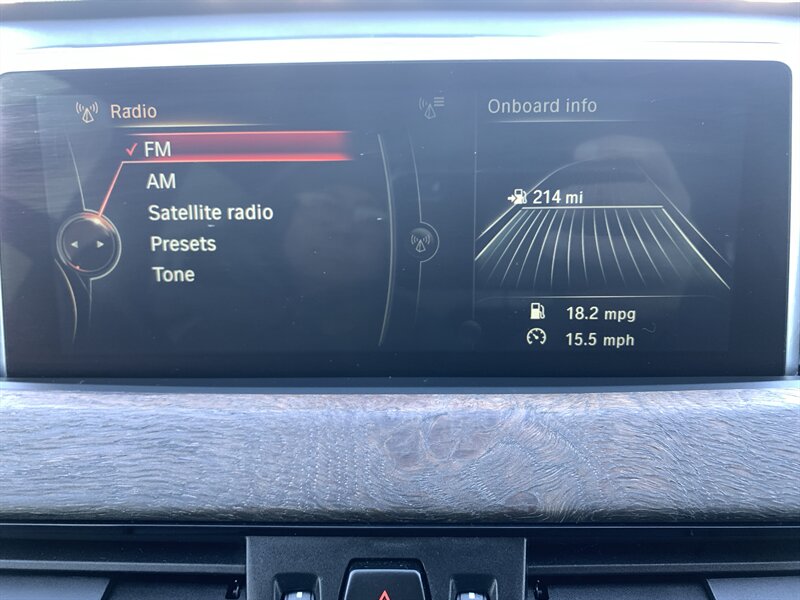 Radio
FM
AM
Satellite radio
Presets
Tone
Onboard info
214 mi
18.2 mpg
15.5 mph